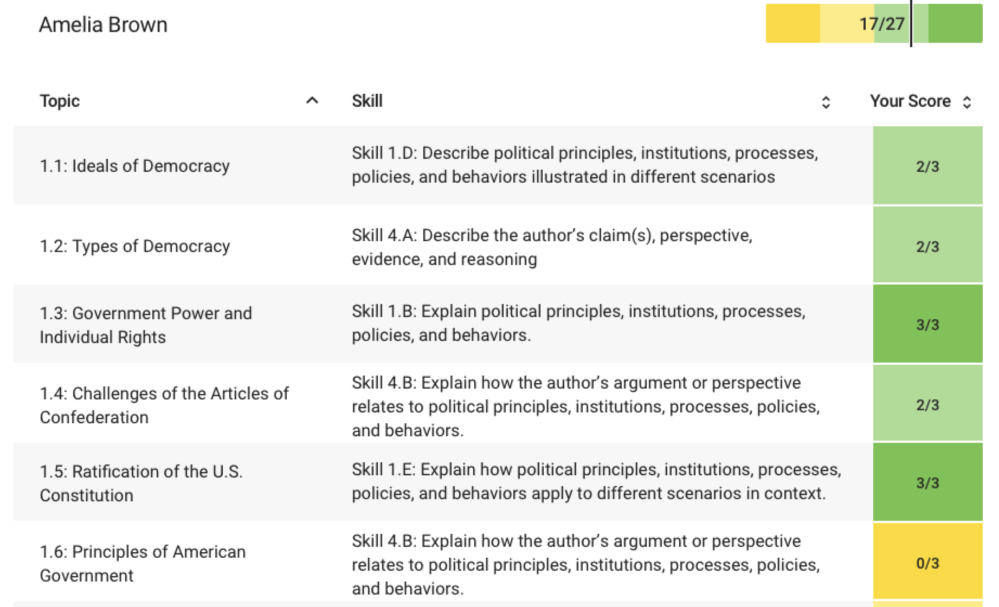 Amelia Brown
17/27
Topic
Skill
Your Score
1.1: Ideals of Democracy
Skill 1.D: Describe political principles, institutions, processes,
policies, and behaviors illustrated in different scenarios
2/3
1.2: Types of Democracy
Skill 4.A: Describe the author’s claim(s), perspective,
evidence, and reasoning
2/3
1.3: Government Power and
Individual Rights
Skill 1.B: Explain political principles, institutions, processes,
policies, and behaviors.
3/3
1.4: Challenges of the Articles of
Confederation
Skill 4.B: Explain how the author’s argument or perspective
relates to political principles, institutions, processes, policies,
and behaviors.
2/3
1.5: Ratification of the U.S.
Constitution
Skill 1.E: Explain how political principles, institutions, processes,
policies, and behaviors apply to different scenarios in context.
3/3
1.6: Principles of American
Government
Skill 4.B: Explain how the author’s argument or perspective
relates to political principles, institutions, processes, policies,
and behaviors.
0/3